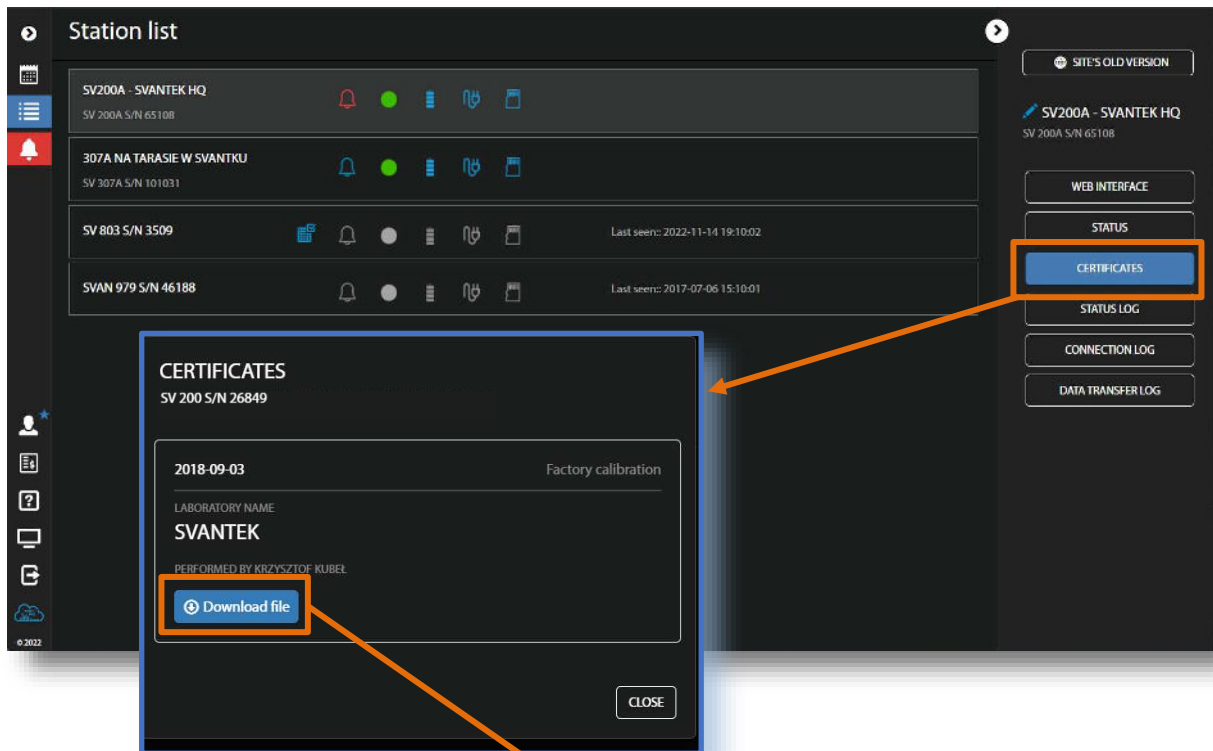 Station list
SV200A - SVANTEK HQ
SV 200A S/N 65108
307A NA TARASIE W SVANTKU
SV 307A S/N 101031
SV 803 S/N 3509
Last seen:: 2022-11-14 19:10:02
SVAN 979 S/N 46188
Last seen:: 2017-07-06 15:10:01
© 2022
SITE'S OLD VERSION
SV200A - SVANTEK HQ
SV 200A S/N 65108
WEB INTERFACE
STATUS
CERTIFICATES
STATUS LOG
CONNECTION LOG
DATA TRANSFER LOG
CERTIFICATES
SV 200 S/N 26849
2018-09-03 Factory calibration
LABORATORY NAME
SVANTEK
PERFORMED BY KRZYSZTOF KUBEŁ
Download file
CLOSE